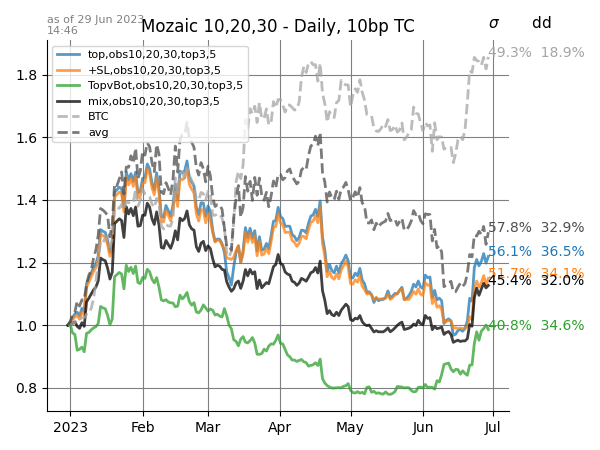 as of 29 Jun 2023
14:46
Mozaic 10,20,30 - Daily, 10bp TC
σ dd
top,obs10,20,30,top3,5
+SL,obs10,20,30,top3,5
TopvBot,obs10,20,30,top3,5
mix,obs10,20,30,top3,5
BTC
avg
49.3% 18.9%
57.8% 32.9%
56.1% 36.5%
51.7% 34.1%
45.4% 32.0%
40.8% 34.6%
1.8
1.6
1.4
1.2
1.0
0.8
2023 Feb Mar Apr May Jun Jul